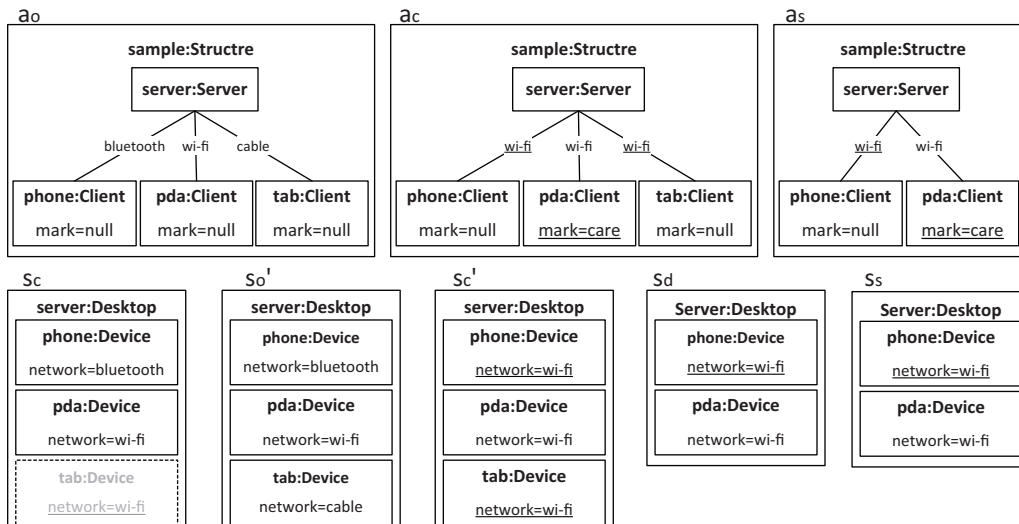 ao
sample:Structre
server:Server
bluetooth wi-fi cable
phone:Client pda:Client tab:Client
mark=null mark=null mark=null
ac
sample:Structre
server:Server
wi-fi wi-fi wi-fi
phone:Client pda:Client tab:Client
mark=null mark=care mark=null
as
sample:Structre
server:Server
wi-fi wi-fi
phone:Client pda:Client
mark=null mark=care
sc
server:Desktop
phone:Device
network=bluetooth
pda:Device
network=wi-fi
tab:Device
network=wi-fi
so'
server:Desktop
phone:Device
network=bluetooth
pda:Device
network=wi-fi
tab:Device
network=cable
sc'
server:Desktop
phone:Device
network=wi-fi
pda:Device
network=wi-fi
tab:Device
network=wi-fi
sd
Server:Desktop
phone:Device
network=wi-fi
pda:Device
network=wi-fi
ss
Server:Desktop
phone:Device
network=wi-fi
pda:Device
network=wi-fi